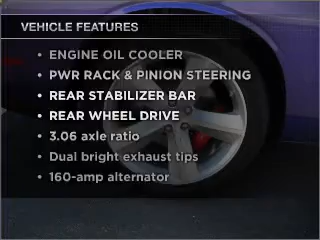 VEHICLE FEATURES
• ENGINE OIL COOLER
• PWR RACK & PINION STEERING
• REAR STABILIZER BAR
• REAR WHEEL DRIVE
• 3.06 axle ratio
• Dual bright exhaust tips
• 160-amp alternator